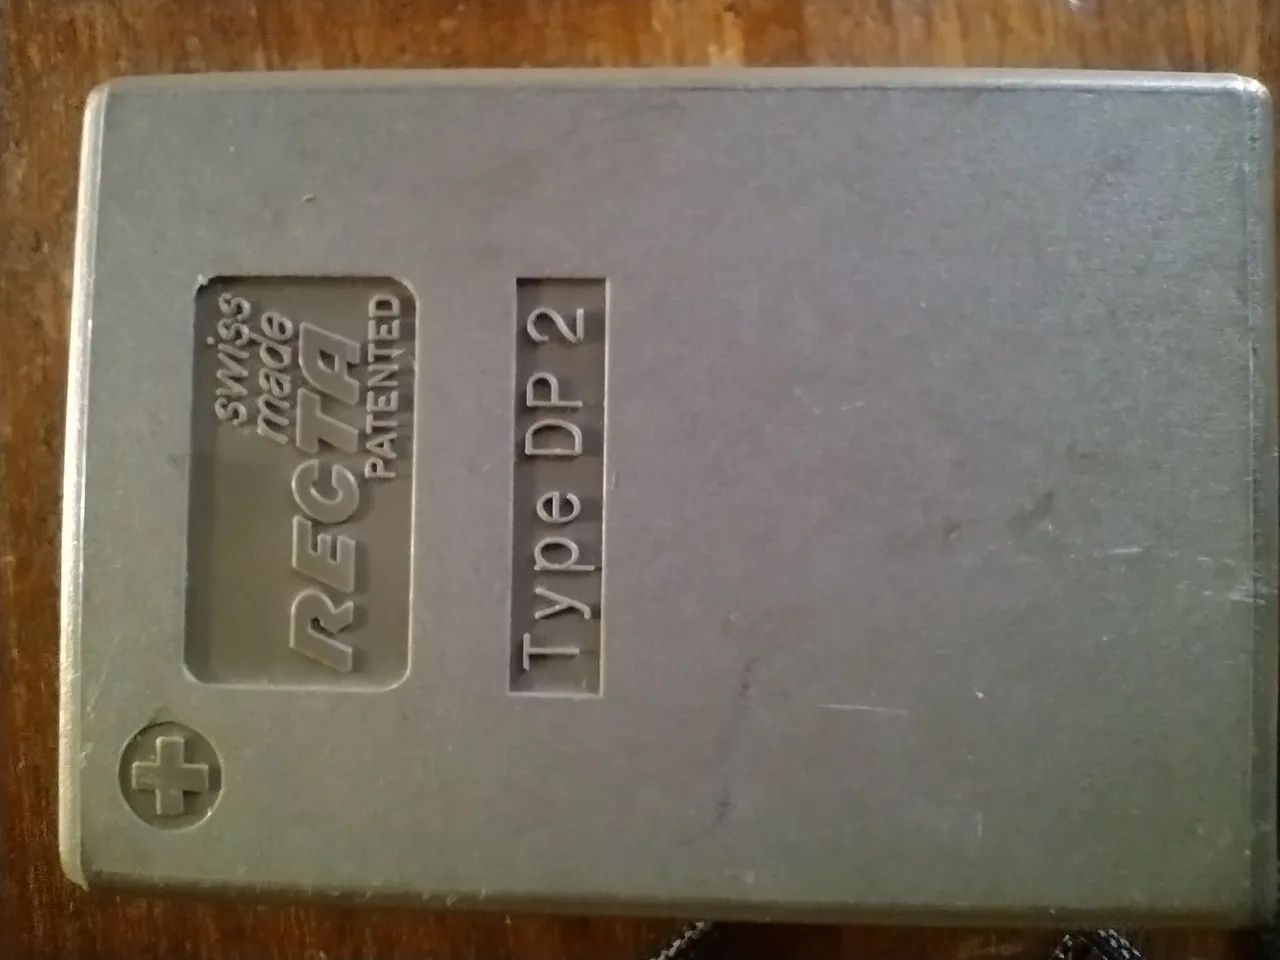 swiss
made
RECTA
PATENTED
Type DP 2